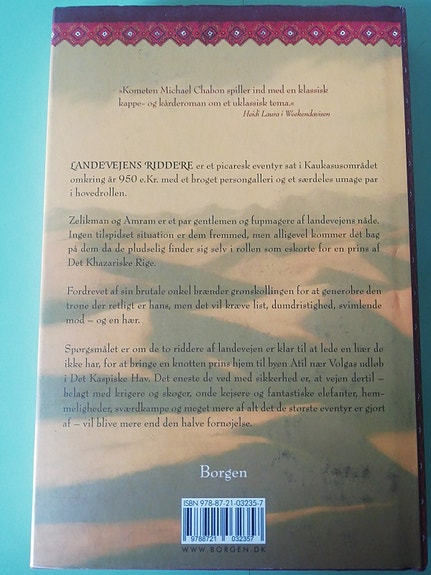 »Kometen Michael Chabon spiller ind med en klassisk
kappe- og kårderoman om et uklassisk tema.«
Heidi Laura i Weekendavisen
LANDEVEJENS RIDDERE er et picaresk eventyr sat i Kaukasusområdet
omkring år 950 e.Kr. med et broget persongalleri og et særdeles umage par
i hovedrollen.
Zelikman og Amram er et par gentlemen og fupmagere af landevejens nåde.
Ingen tilspidset situation er dem fremmed, men alligevel kommer det bag
på dem da de pludselig finder sig selv i rollen som eskorte for en prins af
Det Khazariske Rige.
Fordrevet af sin brutale onkel brænder grønskollingen for at generobre den
trone der retligt er hans, men det vil kræve list, dumdristighed, svimlende
mod – og en hær.
Spørgsmålet er om de to riddere af landevejen er klar til at lede en hær de
ikke har, for at bringe en knotten prins hjem til byen Atil nær Volgas udløb
i Det Kaspiske Hav. Det eneste de ved med sikkerhed er, at vejen dertil –
belagt med krigere og skøger, onde kejsere og fantastiske elefanter, hem-
meligheder, sværdkampe og meget mere af alt det de største eventyr er gjort
af – vil blive mere end den halve fornøjelse.
Borgen
ISBN 978-87-21-03235-7
9 788721 032357
WWW.BORGEN.DK